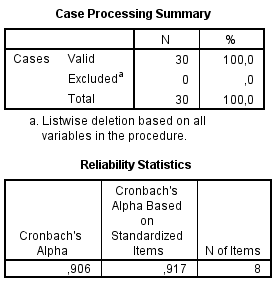 Case Processing Summary
N %
Cases Valid 30 100,0
Excludedª 0 ,0
Total 30 100,0
a. Listwise deletion based on all
variables in the procedure.
Reliability Statistics
Cronbach's
Alpha Based
on
Cronbach's Standardized
Alpha Items N of Items
,906 ,917 8